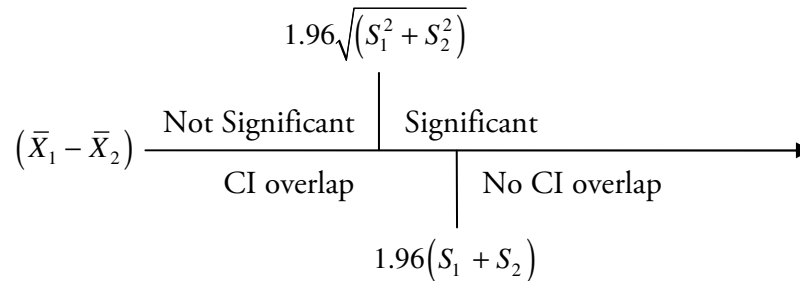 1.96√(S₁² + S₂²)
Not Significant Significant
(X̄₁ − X̄₂)
CI overlap No CI overlap
1.96(S₁ + S₂)